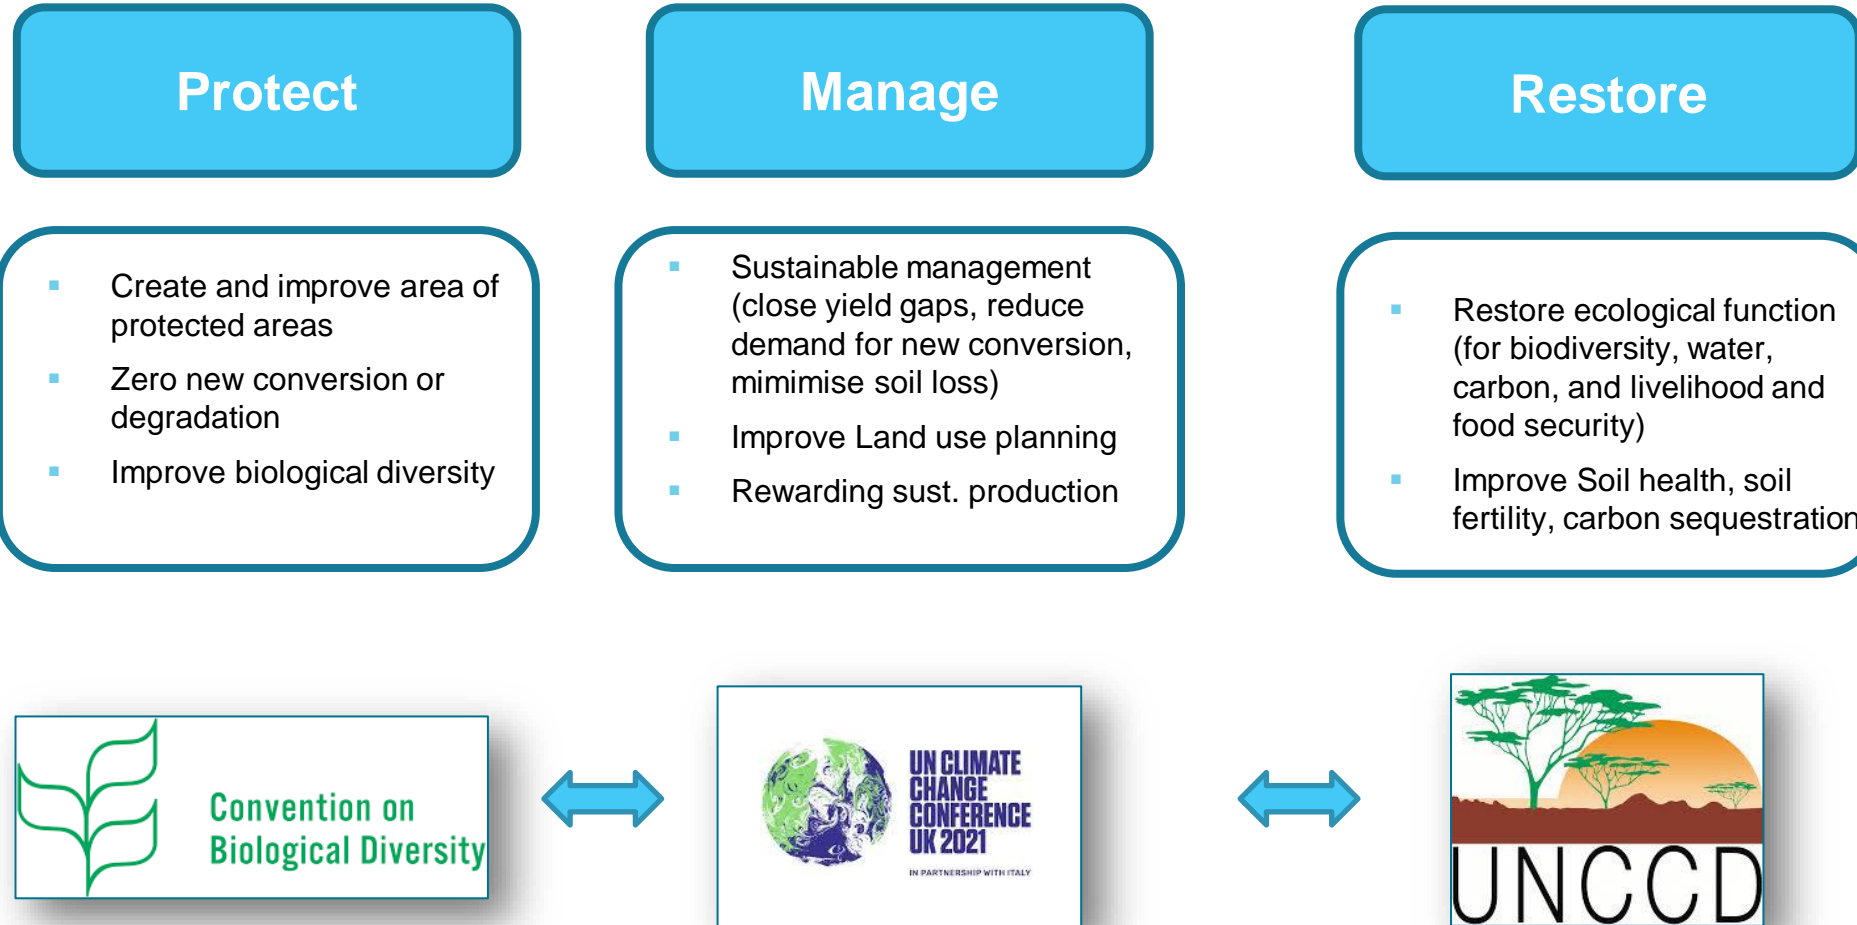 Protect
Manage
Restore
Create and improve area of
protected areas
Zero new conversion or
degradation
Improve biological diversity
Sustainable management
(close yield gaps, reduce
demand for new conversion,
mimimise soil loss)
Improve Land use planning
Rewarding sust. production
Restore ecological function
(for biodiversity, water,
carbon, and livelihood and
food security)
Improve Soil health, soil
fertility, carbon sequestration
Convention on
Biological Diversity
UN CLIMATE
CHANGE
CONFERENCE
UK 2021
IN PARTNERSHIP WITH ITALY
UNCCD